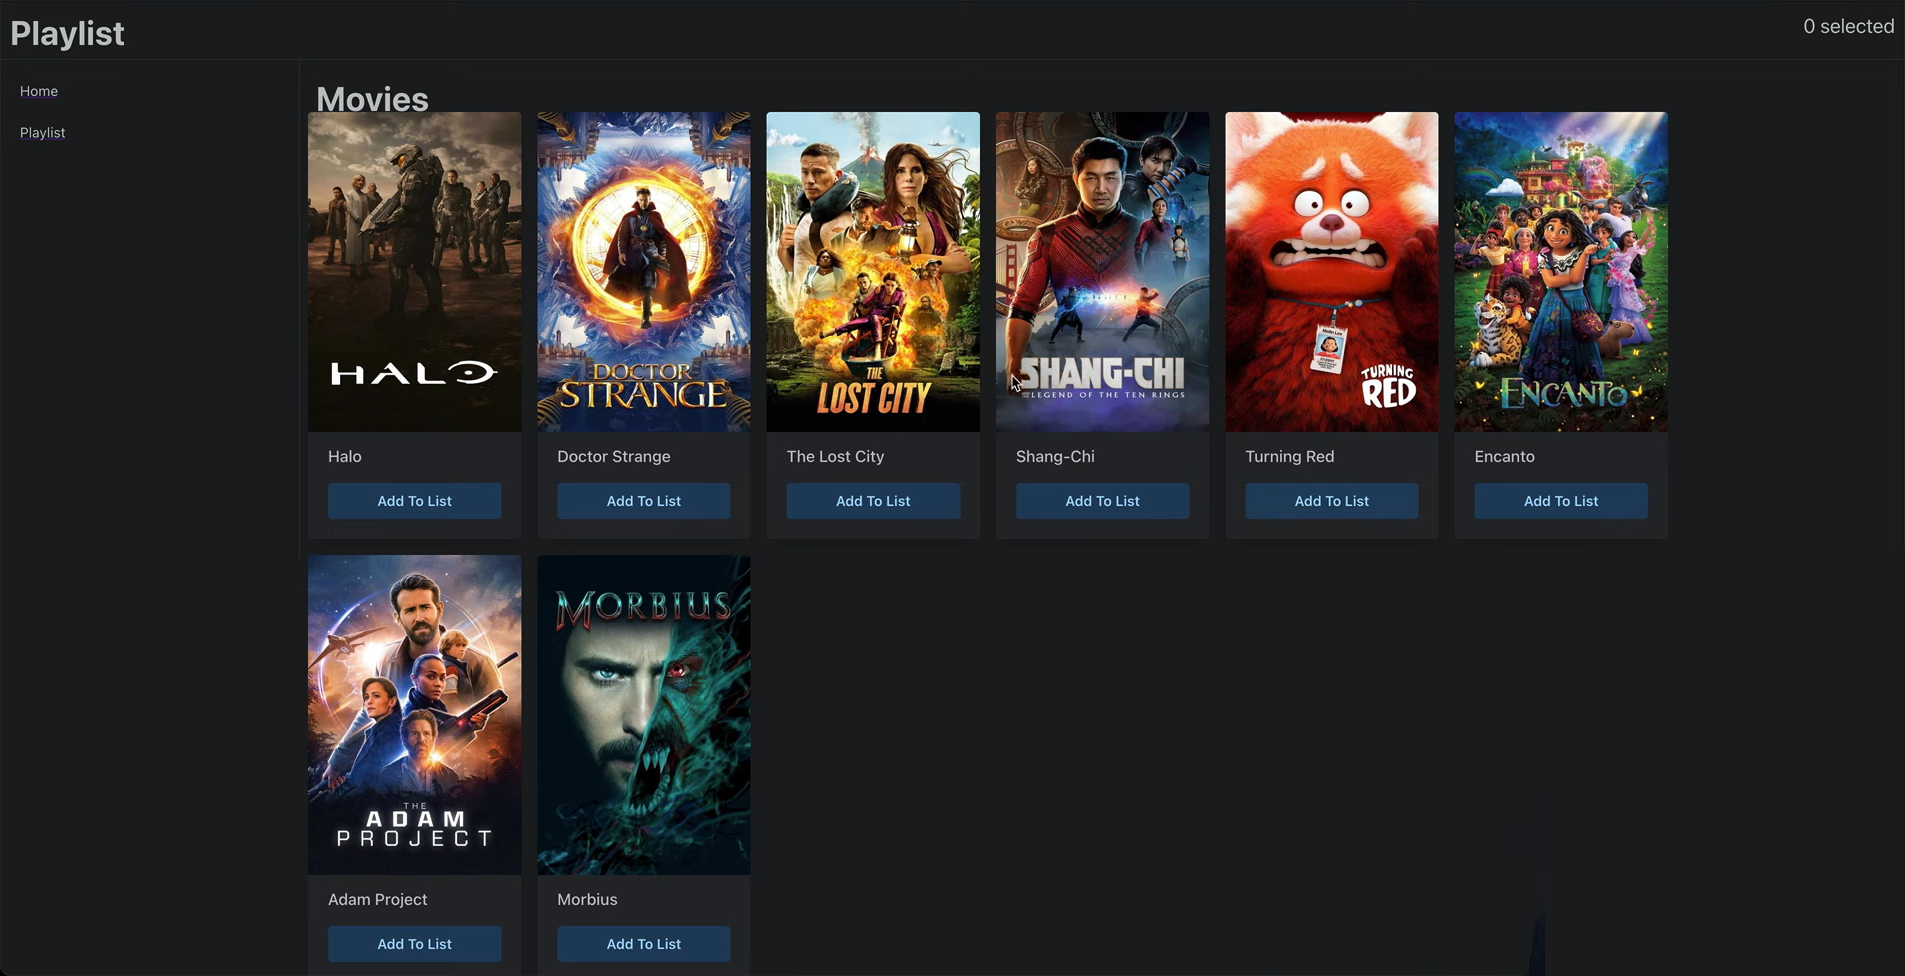 Playlist
0 selected
Home
Playlist
Movies
HALO
DOCTOR
STRANGE
THE
LOST CITY
SHANG-CHI
LEGEND OF THE TEN RINGS
TURNING
RED
ENCANTO
Halo
Doctor Strange
The Lost City
Shang-Chi
Turning Red
Encanto
Add To List
Add To List
Add To List
Add To List
Add To List
Add To List
THE
ADAM
PROJECT
MORBIUS
Adam Project
Morbius
Add To List
Add To List